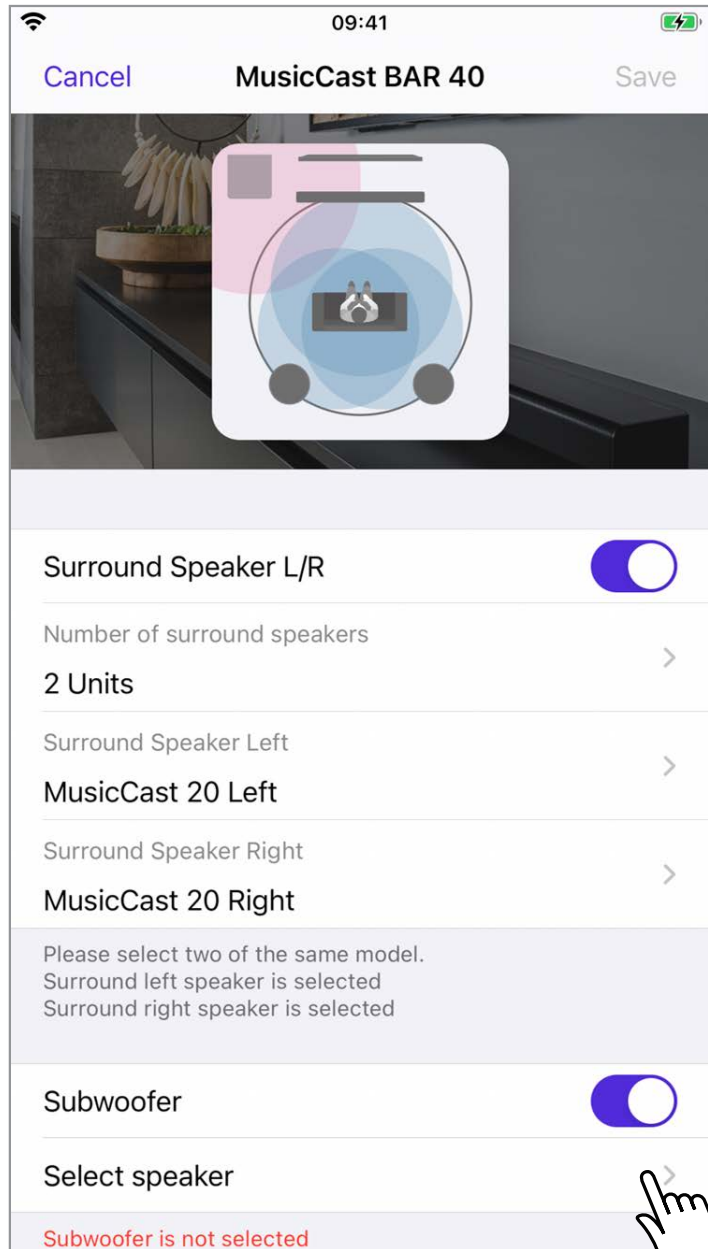 09:41
Cancel MusicCast BAR 40 Save
Surround Speaker L/R
Number of surround speakers
2 Units
Surround Speaker Left
MusicCast 20 Left
Surround Speaker Right
MusicCast 20 Right
Please select two of the same model.
Surround left speaker is selected
Surround right speaker is selected
Subwoofer
Select speaker
Subwoofer is not selected